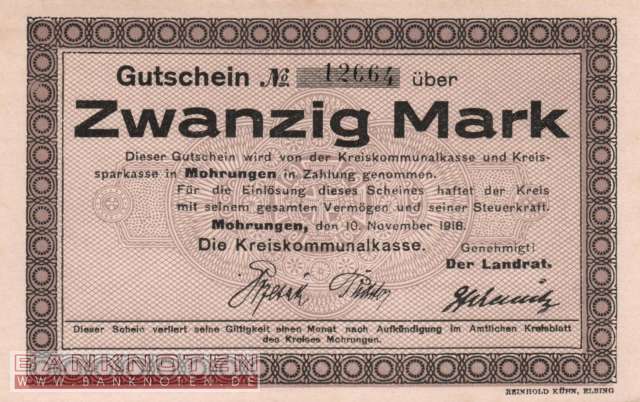 Gutschein № 12664 über
Zwanzig Mark
Dieser Gutschein wird von der Kreiskommunalkasse und Kreis-
sparkasse in Mohrungen in Zahlung genommen.
Für die Einlösung dieses Scheines haftet der Kreis
mit seinem gesamten Vermögen und seiner Steuerkraft.
Mohrungen, den 10. November 1918.
Die Kreiskommunalkasse.
Genehmigt!
Der Landrat.
Dieser Schein verliert seine Giltigkeit einen Monat nach Aufkündigung im Amtlichen Kreisblatt
des Kreises Mohrungen.
BANKNOTEN
WWW.BANKNOTEN.DE
REINHOLD KÜHN, ELBING